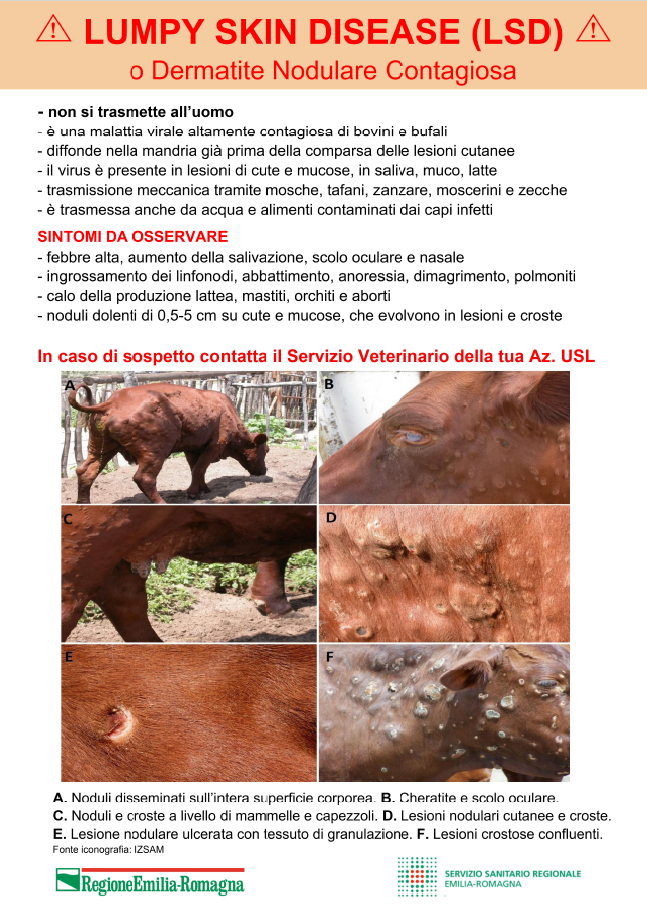 LUMPY SKIN DISEASE (LSD)
o Dermatite Nodulare Contagiosa
- non si trasmette all'uomo
- è una malattia virale altamente contagiosa di bovini e bufali
- diffonde nella mandria già prima della comparsa delle lesioni cutanee
- il virus è presente in lesioni di cute e mucose, in saliva, muco, latte
- trasmissione meccanica tramite mosche, tafani, zanzare, moscerini e zecche
- è trasmessa anche da acqua e alimenti contaminati dai capi infetti
SINTOMI DA OSSERVARE
- febbre alta, aumento della salivazione, scolo oculare e nasale
- ingrossamento dei linfonodi, abbattimento, anoressia, dimagrimento, polmoniti
- calo della produzione lattea, mastiti, orchiti e aborti
- noduli dolenti di 0,5-5 cm su cute e mucose, che evolvono in lesioni e croste
In caso di sospetto contatta il Servizio Veterinario della tua Az. USL
A
B
C
D
E
F
A. Noduli disseminati sull'intera superficie corporea. B. Cheratite e scolo oculare.
C. Noduli e croste a livello di mammelle e capezzoli. D. Lesioni nodulari cutanee e croste.
E. Lesione nodulare ulcerata con tessuto di granulazione. F. Lesioni crostose confluenti.
Fonte iconografia: IZSAM
RegioneEmilia-Romagna
SERVIZIO SANITARIO REGIONALE
EMILIA-ROMAGNA